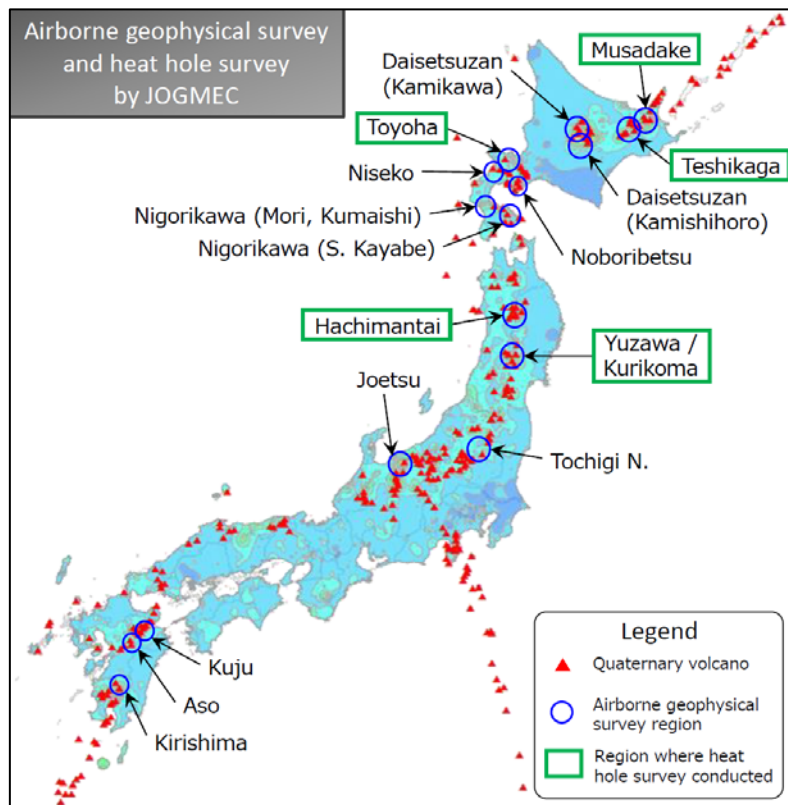 Airborne geophysical survey
and heat hole survey
by JOGMEC
Musadake
Daisetsuzan
(Kamikawa)
Toyoha
Teshikaga
Niseko
Daisetsuzan
(Kamishihoro)
Nigorikawa (Mori, Kumaishi)
Nigorikawa (S. Kayabe)
Noboribetsu
Hachimantai
Yuzawa /
Kurikoma
Joetsu
Tochigi N.
Kuju
Aso
Kirishima
Legend
Quaternary volcano
Airborne geophysical
survey region
Region where heat
hole survey conducted